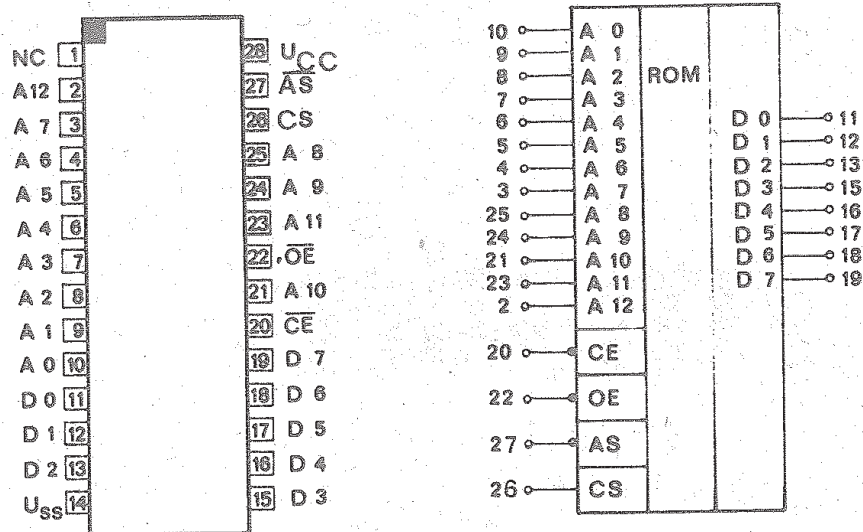 NC 1
A12 2
A 7 3
A 6 4
A 5 5
A 4 6
A 3 7
A 2 8
A 1 9
A 0 10
D 0 11
D 1 12
D 2 13
USS 14
28 UCC
27 A̅S̅
26 CS
25 A 8
24 A 9
23 A 11
22 O̅E̅
21 A 10
20 C̅E̅
19 D 7
18 D 6
17 D 5
16 D 4
15 D 3
ROM
10 A 0
9 A 1
8 A 2
7 A 3
6 A 4
5 A 5
4 A 6
3 A 7
25 A 8
24 A 9
21 A 10
23 A 11
2 A 12
20 CE
22 OE
27 AS
26 CS
D 0 11
D 1 12
D 2 13
D 3 15
D 4 16
D 5 17
D 6 18
D 7 19